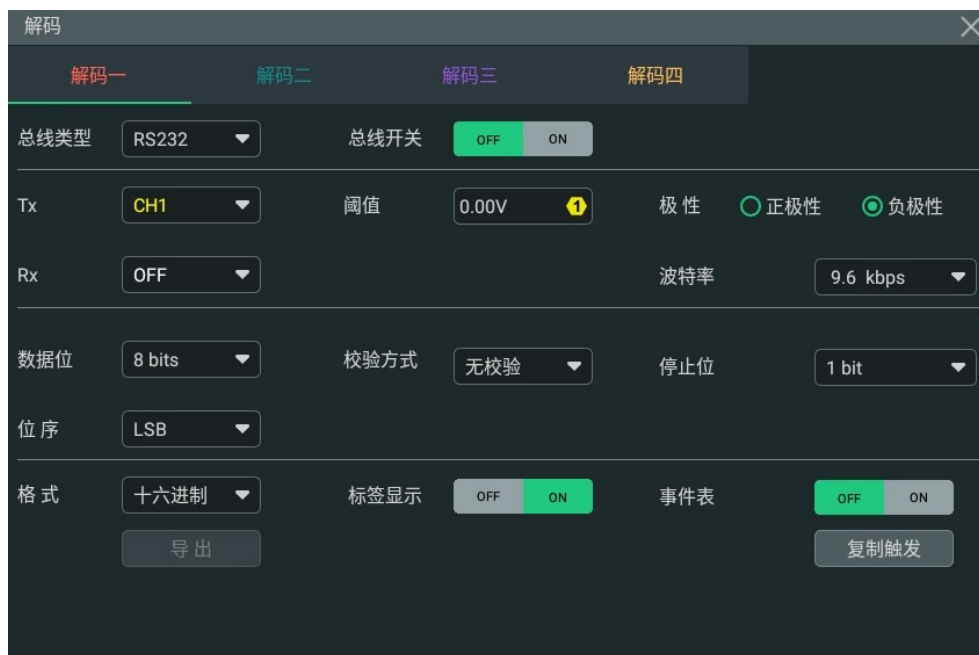 解码
解码一 解码二 解码三 解码四
总线类型 RS232 总线开关 OFF ON
Tx CH1 阈值 0.00V 1 极性 正极性 负极性
Rx OFF 波特率 9.6 kbps
数据位 8 bits 校验方式 无校验 停止位 1 bit
位序 LSB
格式 十六进制 标签显示 OFF ON 事件表 OFF ON
导出 复制触发